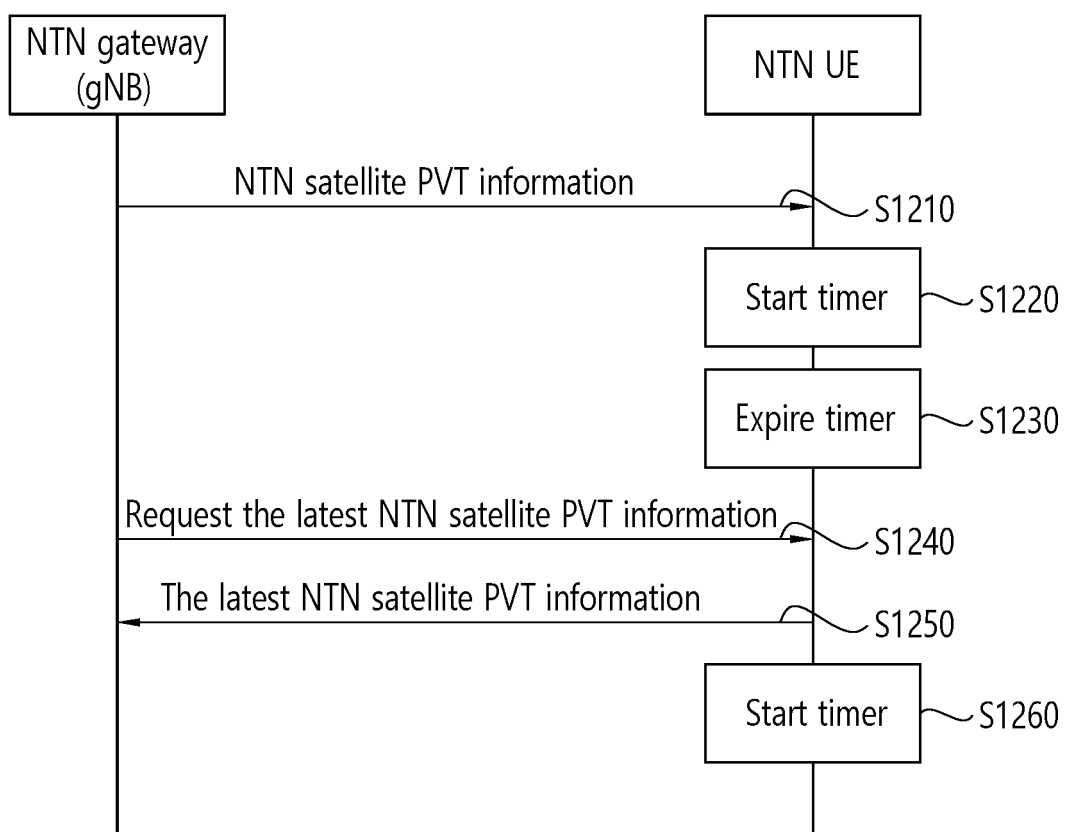 NTN gateway
(gNB)
NTN UE
NTN satellite PVT information
S1210
Start timer
S1220
Expire timer
S1230
Request the latest NTN satellite PVT information
S1240
The latest NTN satellite PVT information
S1250
Start timer
S1260